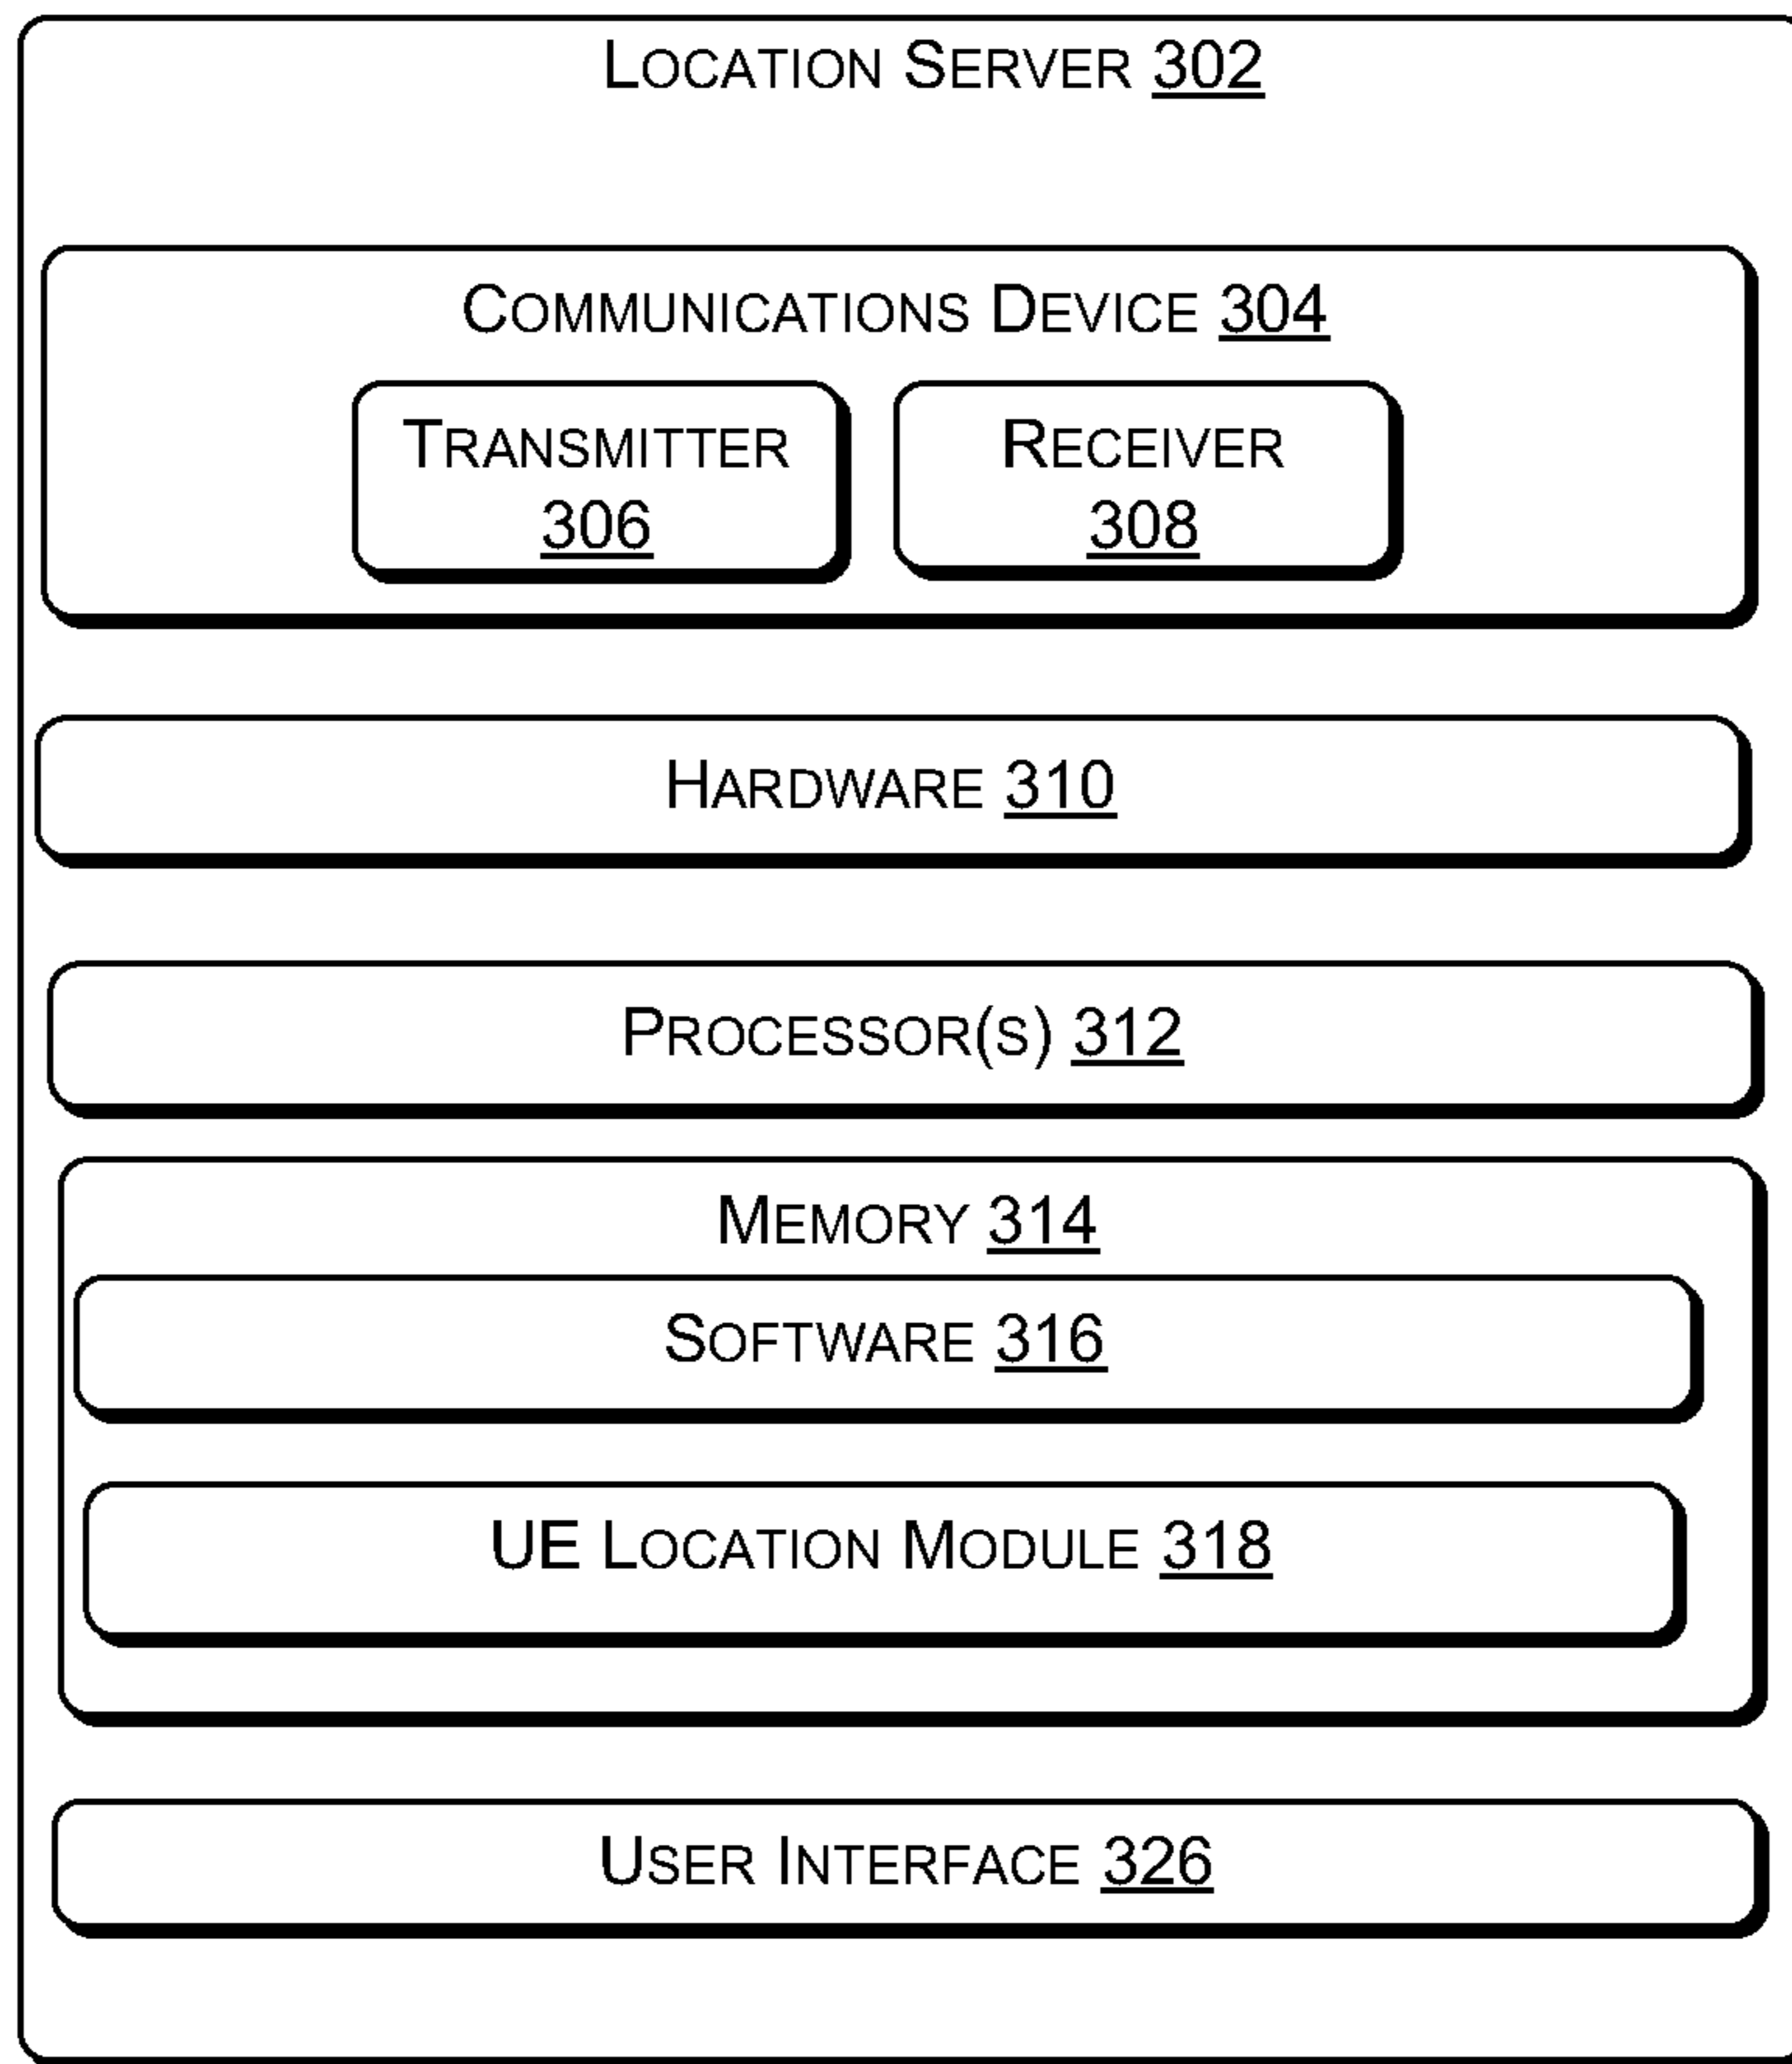 LOCATION SERVER 302
COMMUNICATIONS DEVICE 304
TRANSMITTER
306
RECEIVER
308
HARDWARE 310
PROCESSOR(S) 312
MEMORY 314
SOFTWARE 316
UE LOCATION MODULE 318
USER INTERFACE 326